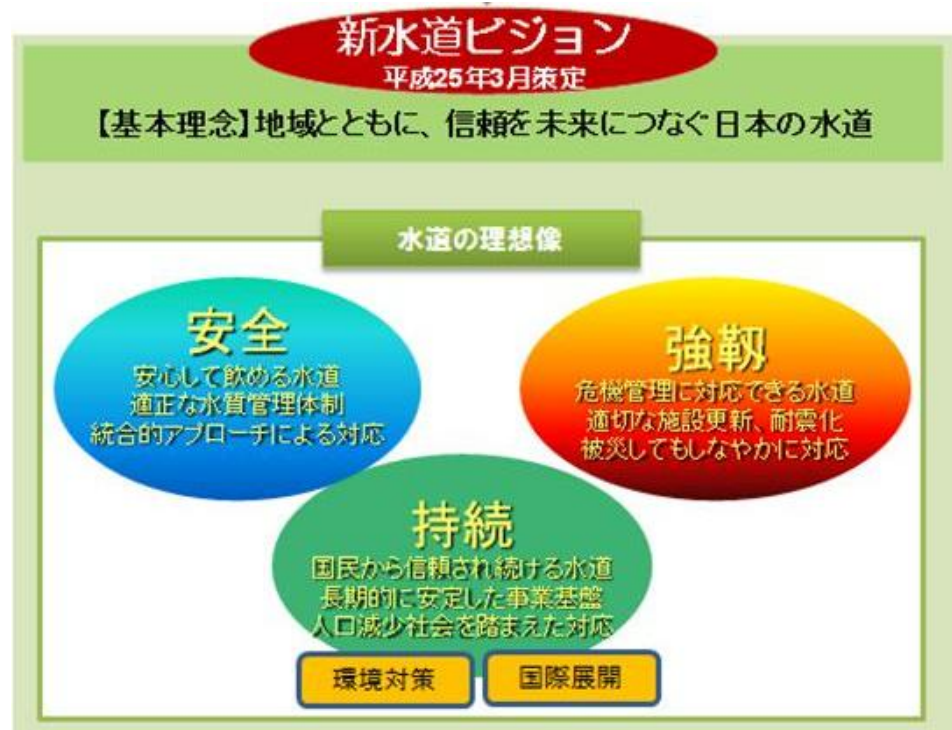 新水道ビジョン
平成25年3月策定
【基本理念】地域とともに、信頼を未来につなぐ日本の水道
水道の理想像
安全
安心して飲める水道
適正な水質管理体制
統合的アプローチによる対応
強靱
危機管理に対応できる水道
適切な施設更新、耐震化
被災してもしなやかに対応
持続
国民から信頼され続ける水道
長期的に安定した事業基盤
人口減少社会を踏まえた対応
環境対策
国際展開